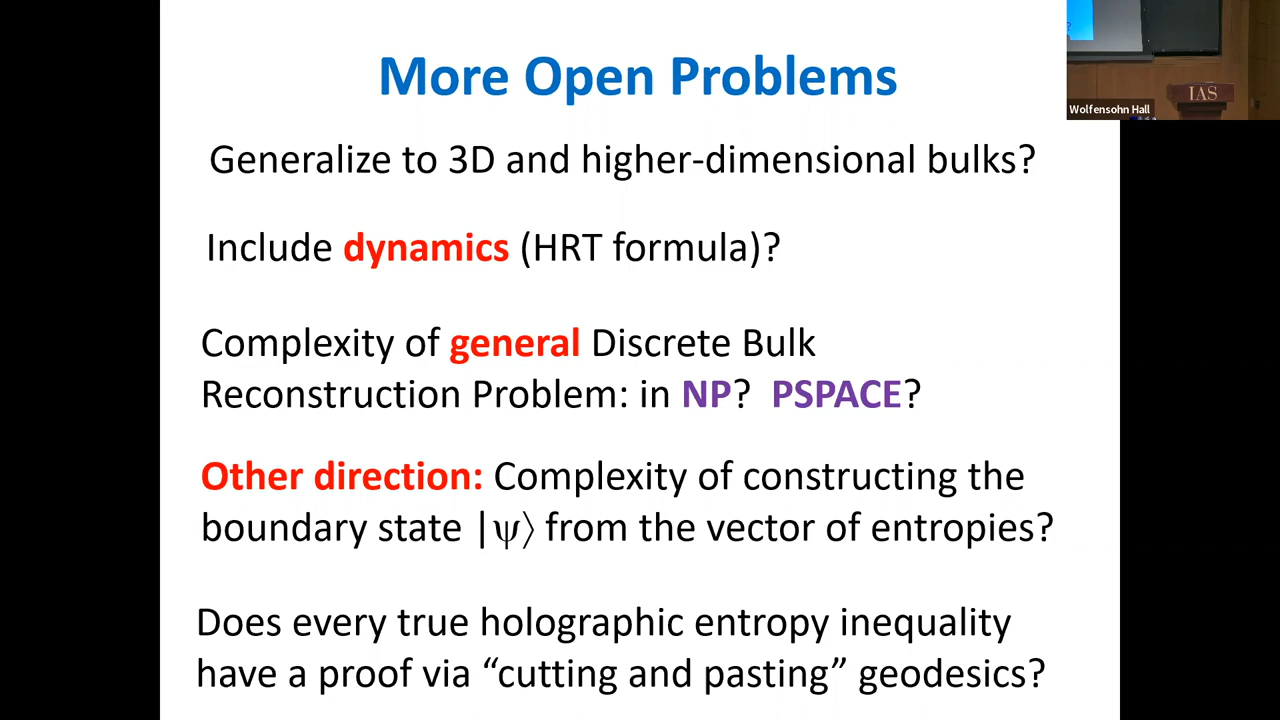 More Open Problems
IAS
Wolfensohn Hall
Generalize to 3D and higher-dimensional bulks?
Include dynamics (HRT formula)?
Complexity of general Discrete Bulk
Reconstruction Problem: in NP? PSPACE?
Other direction: Complexity of constructing the
boundary state |ψ⟩ from the vector of entropies?
Does every true holographic entropy inequality
have a proof via “cutting and pasting” geodesics?